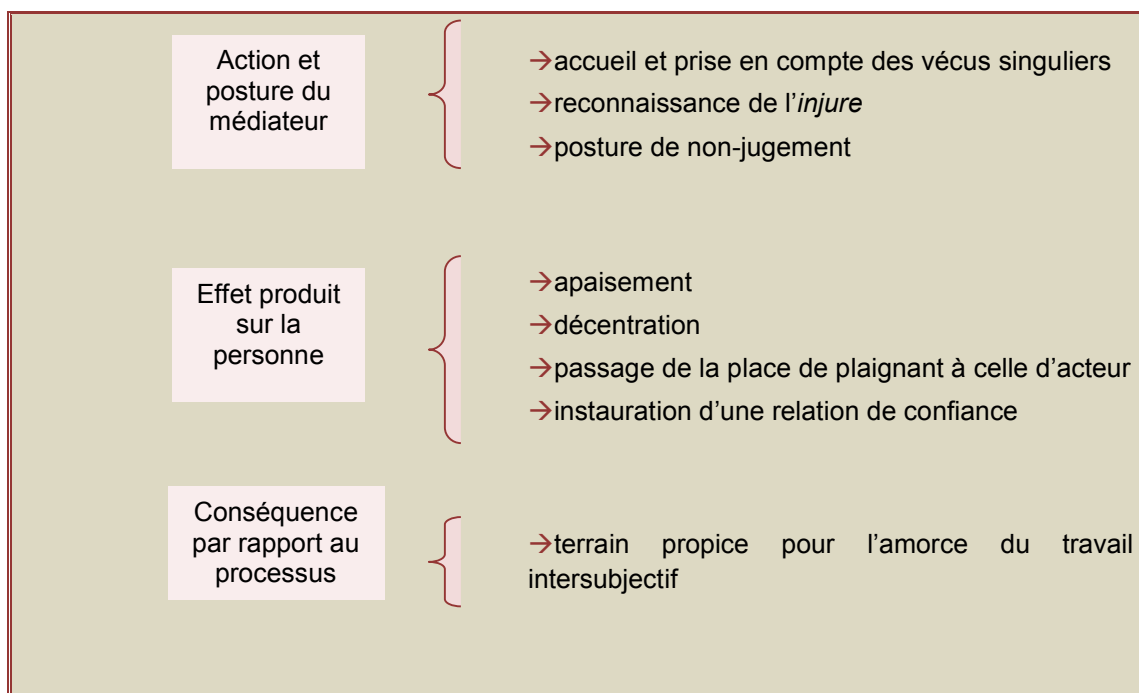 Action et
posture du
médiateur
→accueil et prise en compte des vécus singuliers
→reconnaissance de l’injure
→posture de non-jugement
Effet produit
sur la
personne
→apaisement
→décentration
→passage de la place de plaignant à celle d’acteur
→instauration d’une relation de confiance
Conséquence
par rapport au
processus
→terrain propice pour l’amorce du travail
intersubjectif